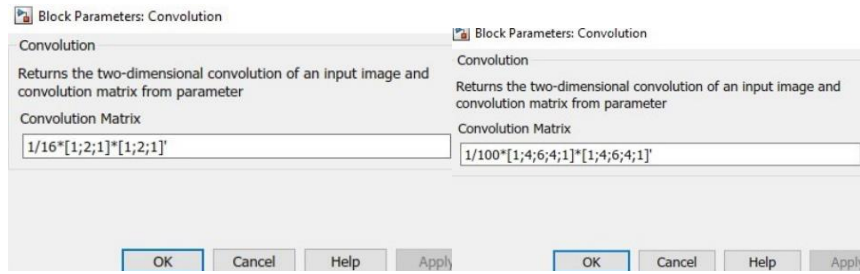 Block Parameters: Convolution
Convolution
Returns the two-dimensional convolution of an input image and
convolution matrix from parameter
Convolution Matrix
1/16*[1;2;1]*[1;2;1]'
OK Cancel Help Apply
Block Parameters: Convolution
Convolution
Returns the two-dimensional convolution of an input image and
convolution matrix from parameter
Convolution Matrix
1/100*[1;4;6;4;1]*[1;4;6;4;1]'
OK Cancel Help Appl